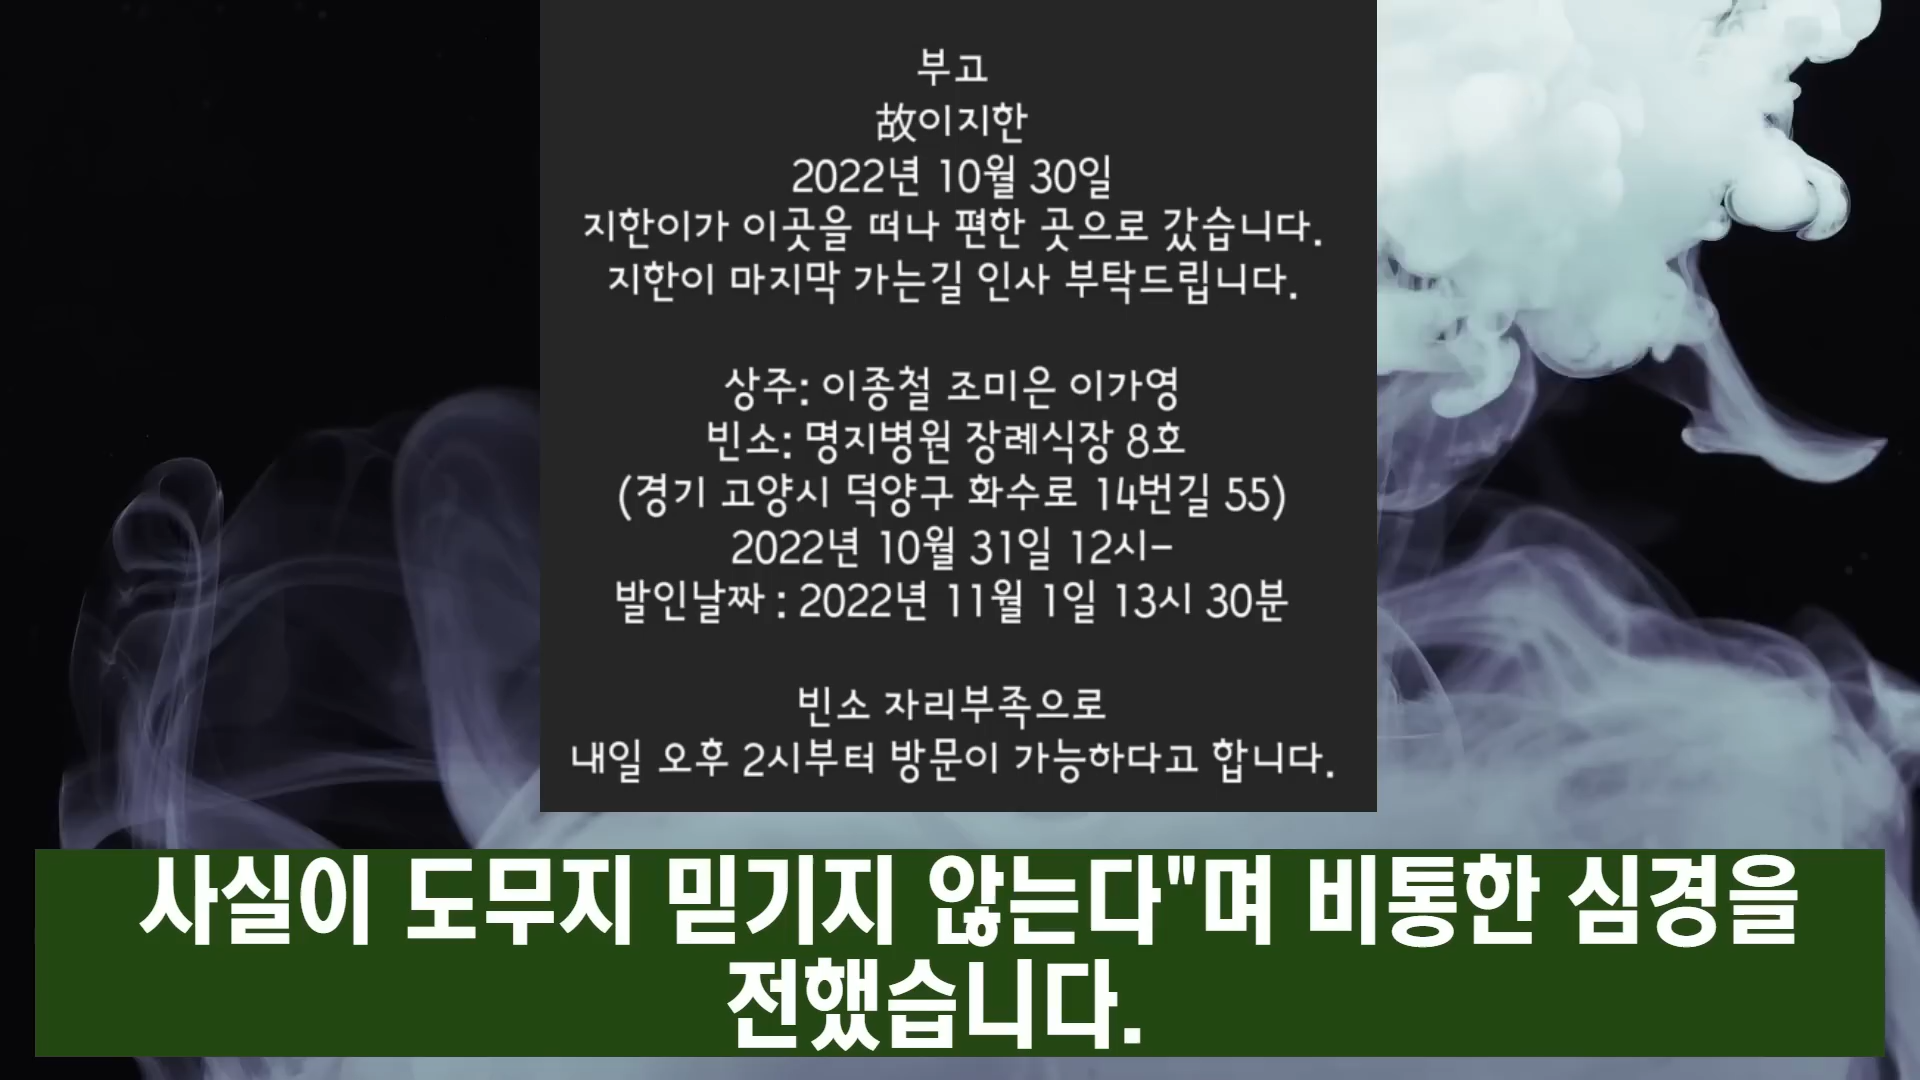 부고
故이지한
2022년 10월 30일
지한이가 이곳을 떠나 편한 곳으로 갔습니다.
지한이 마지막 가는길 인사 부탁드립니다.
상주: 이종철 조미은 이가영
빈소: 명지병원 장례식장 8호
(경기 고양시 덕양구 화수로 14번길 55)
2022년 10월 31일 12시-
발인날짜 : 2022년 11월 1일 13시 30분
빈소 자리부족으로
내일 오후 2시부터 방문이 가능하다고 합니다.
사실이 도무지 믿기지 않는다"며 비통한 심경을
전했습니다.